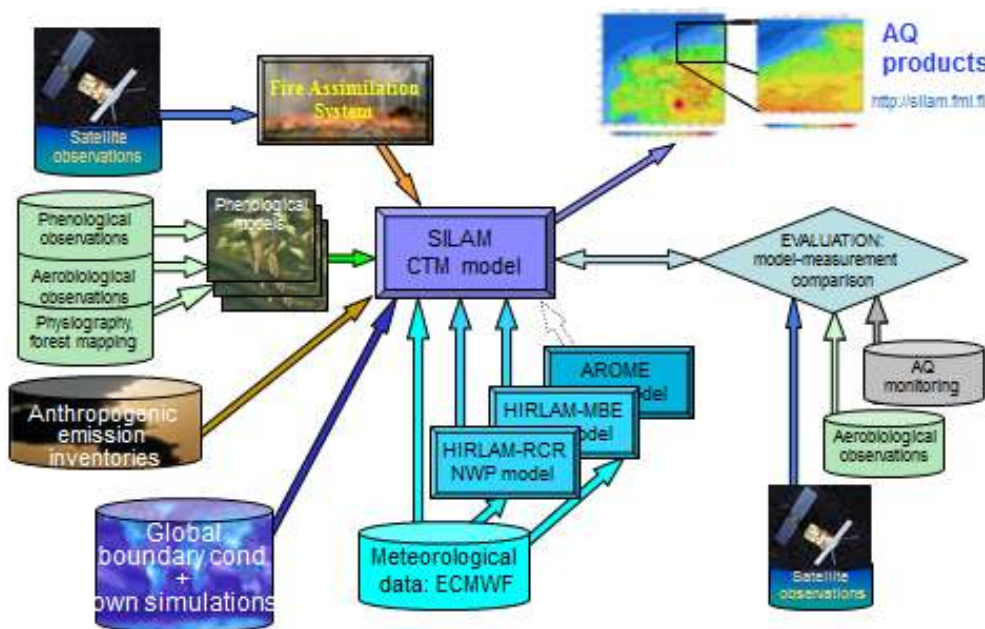 AQ
products
http://silam.fmi.fi
Satellite
observations
Fire Assimilation
System
Phenological
observations
Aerobiological
observations
Physiography,
forest mapping
Phenological
models
SILAM
CTM model
EVALUATION:
model-measurement
comparison
Anthropogenic
emission
inventories
AROME
HIRLAM-MBE
HIRLAM-RCR
NWP model
AQ
monitoring
Aerobiological
observations
Global
boundary cond
+
own simulations
Meteorological
data: ECMWF
Satellite
observations